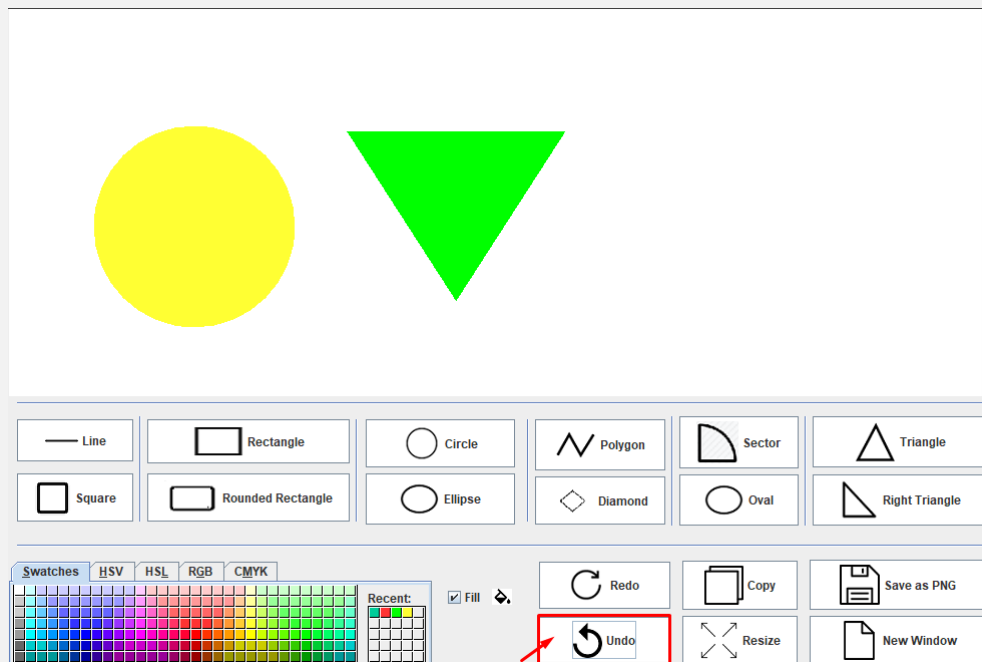 Line
Rectangle
Circle
Polygon
Sector
Triangle
Square
Rounded Rectangle
Ellipse
Diamond
Oval
Right Triangle
Swatches HSV HSL RGB CMYK
Recent:
Fill
Redo
Copy
Save as PNG
Undo
Resize
New Window